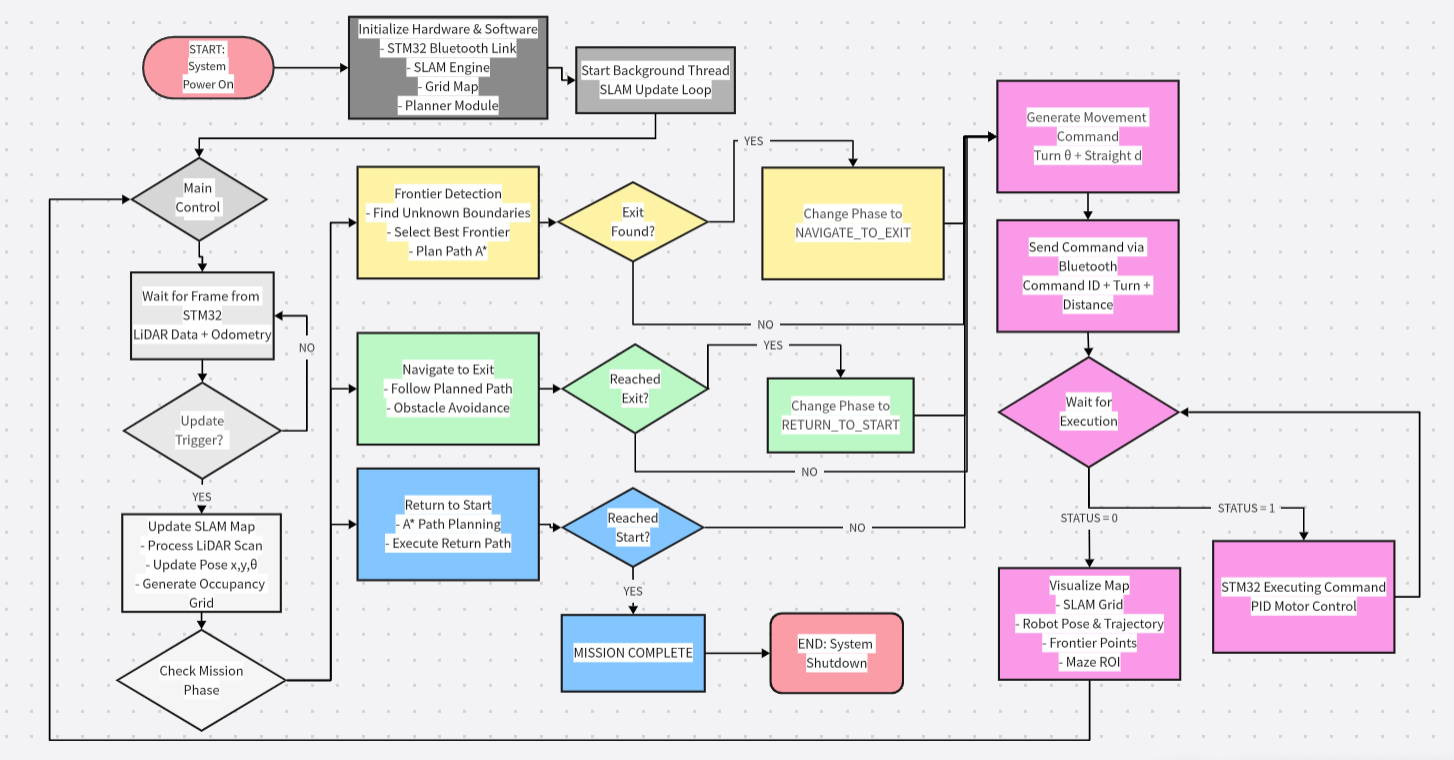 START:
System
Power On
Initialize Hardware & Software
- STM32 Bluetooth Link
- SLAM Engine
- Grid Map
- Planner Module
Start Background Thread
SLAM Update Loop
Main
Control
Wait for Frame from
STM32
LiDAR Data + Odometry
NO
Update
Trigger?
YES
Update SLAM Map
- Process LiDAR Scan
- Update Pose x,y,θ
- Generate Occupancy
Grid
Check Mission
Phase
Frontier Detection
- Find Unknown Boundaries
- Select Best Frontier
- Plan Path A*
Exit
Found?
YES
Change Phase to
NAVIGATE_TO_EXIT
NO
Navigate to Exit
- Follow Planned Path
- Obstacle Avoidance
Reached
Exit?
YES
Change Phase to
RETURN_TO_START
NO
Return to Start
- A* Path Planning
- Execute Return Path
Reached
Start?
NO
YES
MISSION COMPLETE
END: System
Shutdown
Generate Movement
Command
Turn θ + Straight d
Send Command via
Bluetooth
Command ID + Turn +
Distance
Wait for
Execution
STATUS = 0
STATUS = 1
STM32 Executing Command
PID Motor Control
Visualize Map
- SLAM Grid
- Robot Pose & Trajectory
- Frontier Points
- Maze ROI